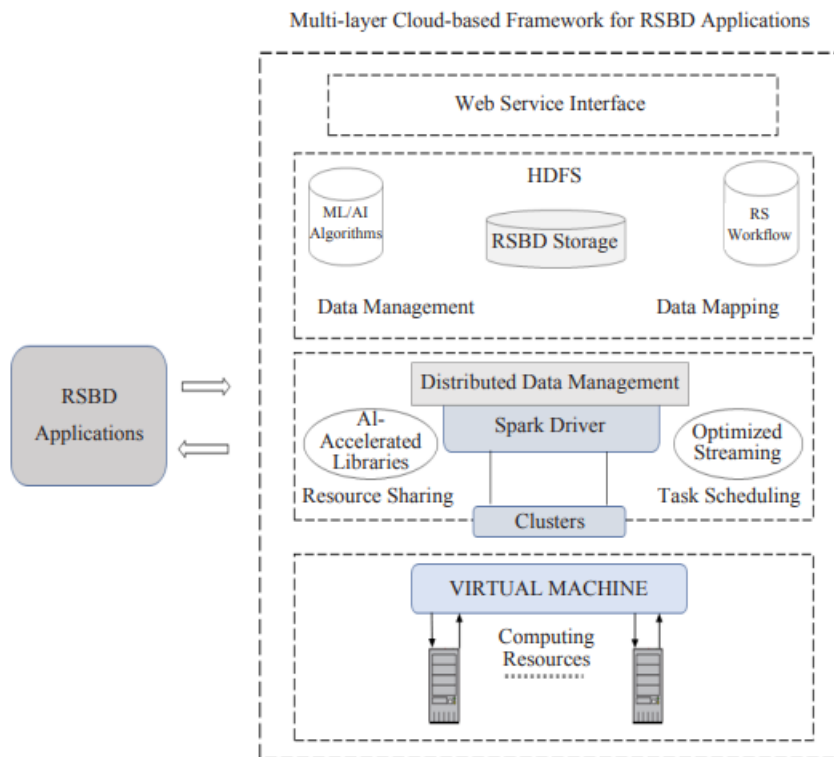 Multi-layer Cloud-based Framework for RSBD Applications
Web Service Interface
HDFS
ML/AI
Algorithms
RSBD Storage
RS
Workflow
Data Management
Data Mapping
RSBD
Applications
Distributed Data Management
Spark Driver
AI-
Accelerated
Libraries
Optimized
Streaming
Resource Sharing
Task Scheduling
Clusters
VIRTUAL MACHINE
Computing
Resources